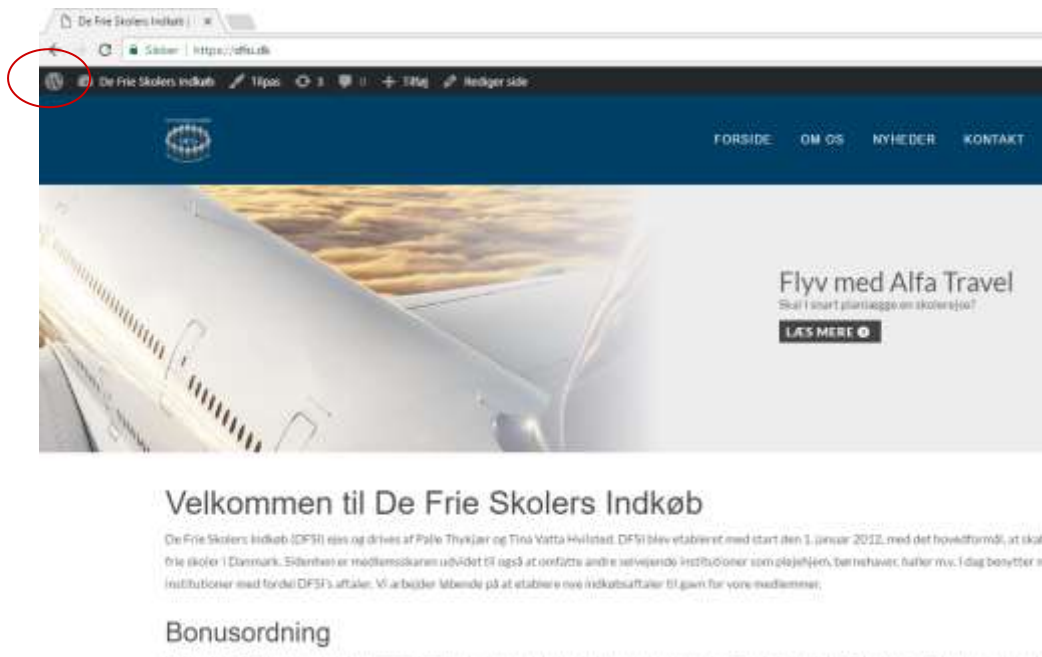 De Frie Skolers Indkøb |
Sikker | https://dfsi.dk
De Frie Skolers Indkøb Tilpas 3 0 Tilføj Rediger side
FORSIDE OM OS NYHEDER KONTAKT
Flyv med Alfa Travel
Skal I snart planlægge en skolerejse?
LÆS MERE
Velkommen til De Frie Skolers Indkøb
De Frie Skolers Indkøb (DFSI) ejes og drives af Palle Thykjær og Tina Vatta Hvilsted. DFSI blev etableret med start den 1. januar 2012, med det hovedformål, at skab
frie skoler i Danmark. Sidenhen er medlemsskaren udvidet til også at omfatte andre selvejende institutioner som plejehjem, børnehaver, haller m.v. I dag benytter
institutioner med fordel DFSI's aftaler. Vi arbejder løbende på at etablere nye indkøbsaftaler til gavn for vore medlemmer.
Bonusordning